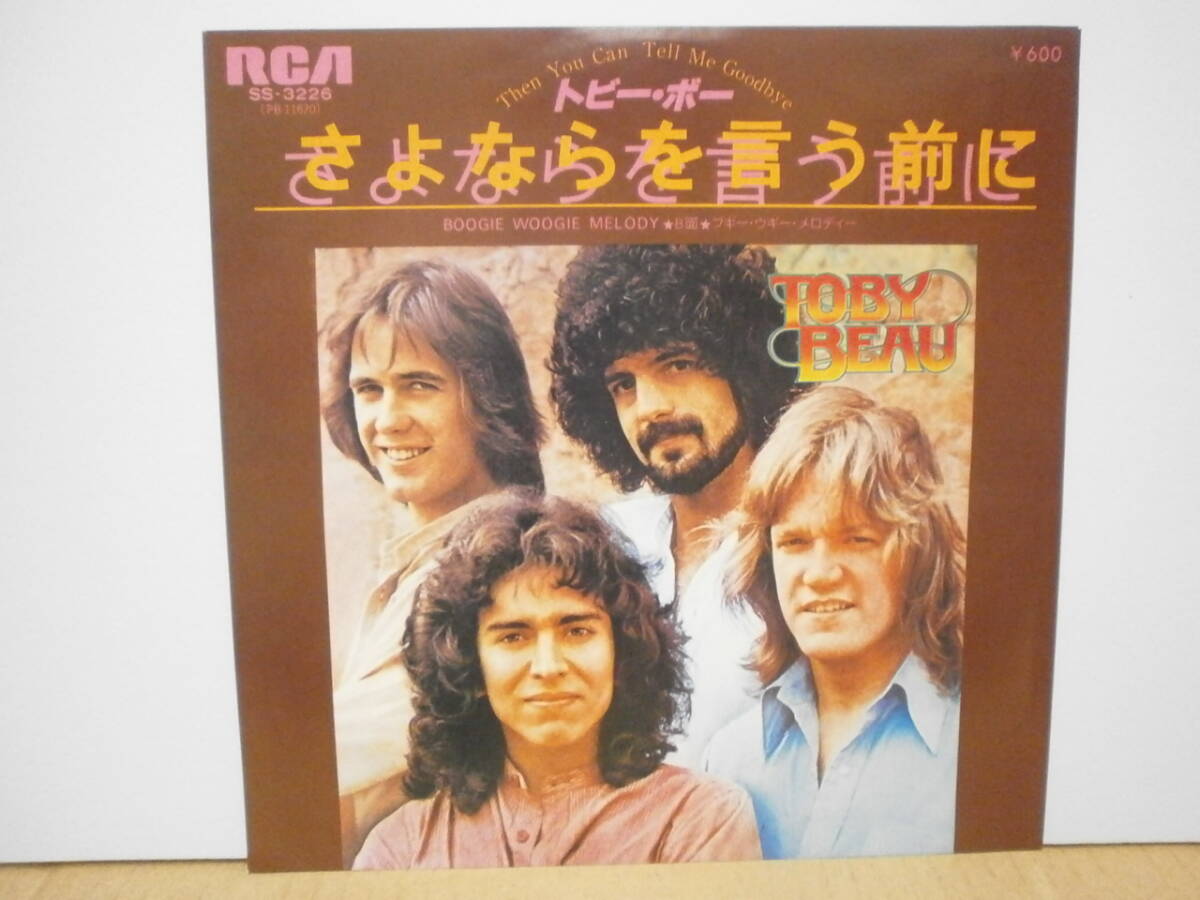 RCA
SS-3226
(PB-11670)
Then You Can Tell Me Goodbye
¥600
トビー・ボー
さよならを言う前に
BOOGIE WOOGIE MELODY★B面★ブギー・ウギー・メロディー
TOBY
BEAU